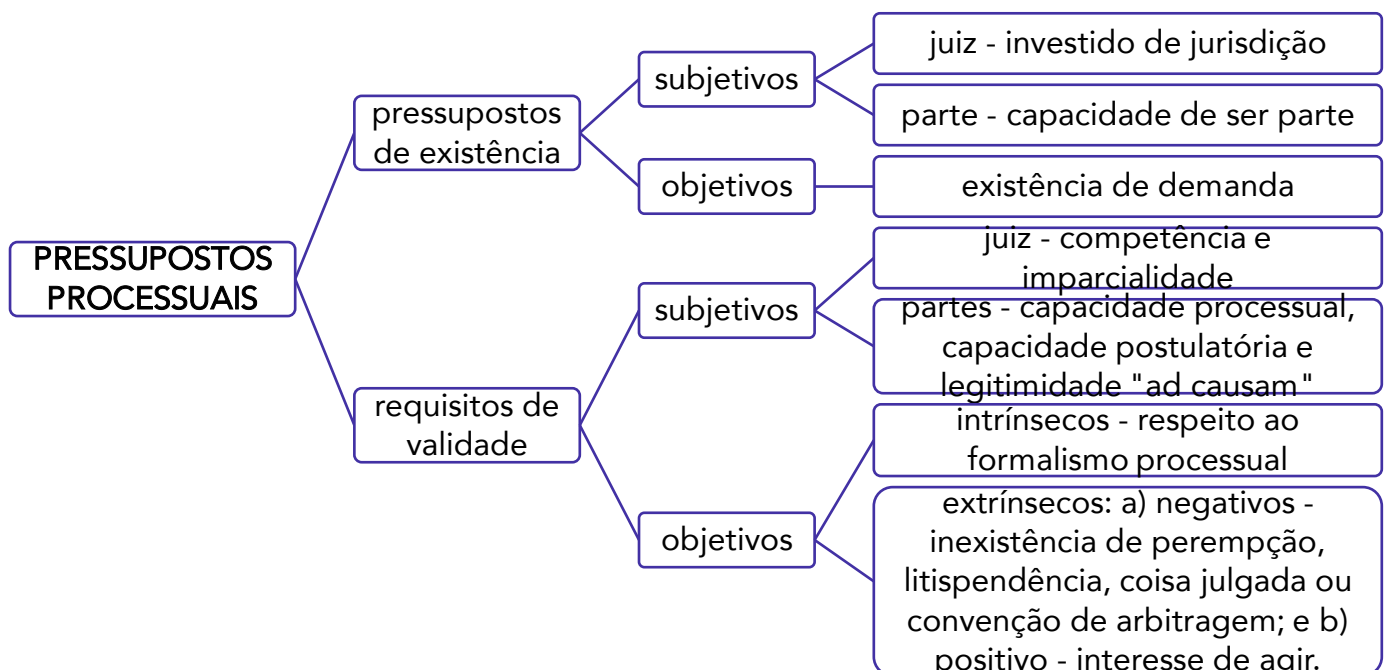 PRESSUPOSTOS
PROCESSUAIS
pressupostos
de existência
subjetivos
juiz - investido de jurisdição
parte - capacidade de ser parte
objetivos
existência de demanda
requisitos de
validade
subjetivos
juiz - competência e
imparcialidade
partes - capacidade processual,
capacidade postulatória e
legitimidade "ad causam"
objetivos
intrínsecos - respeito ao
formalismo processual
extrínsecos: a) negativos -
inexistência de perempção,
litispendência, coisa julgada ou
convenção de arbitragem; e b)
positivo - interesse de agir.